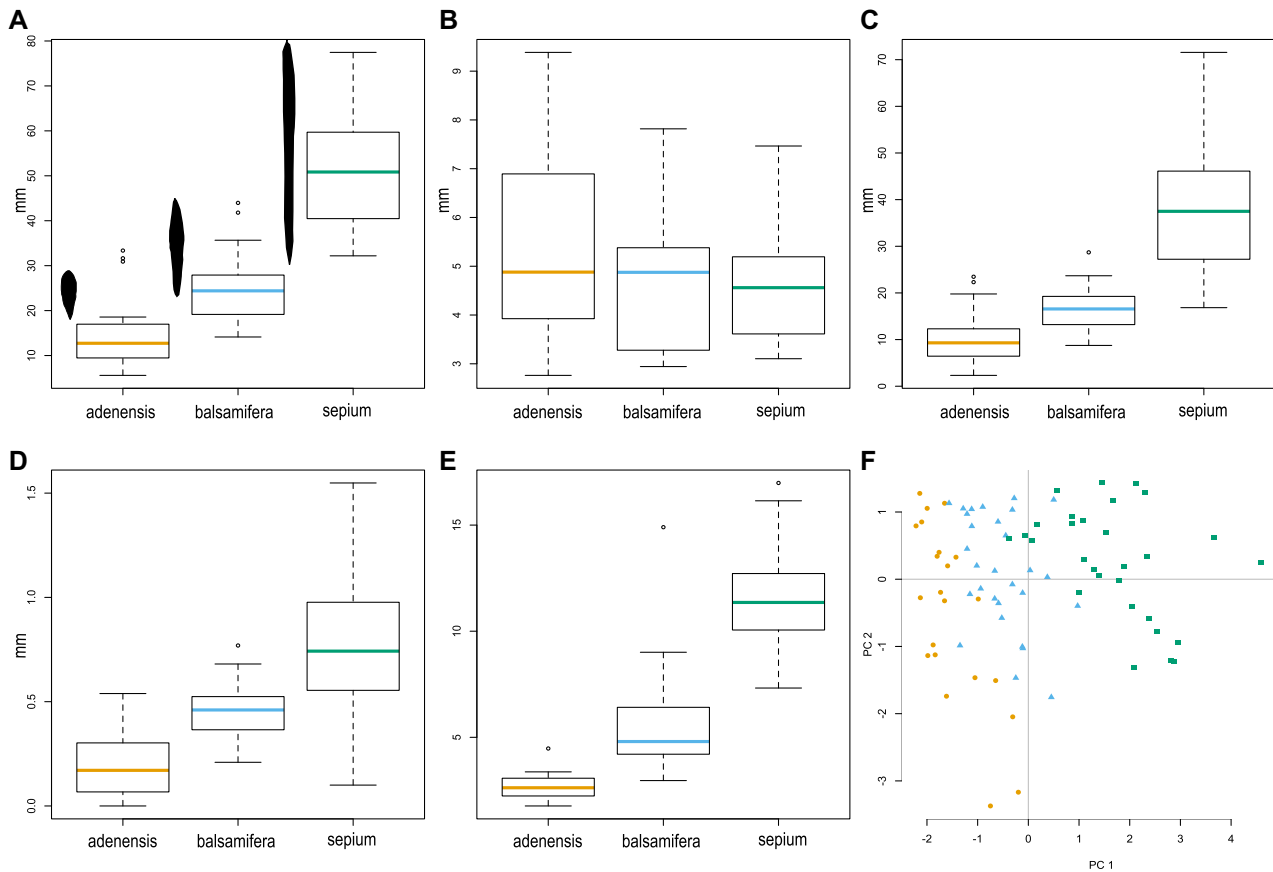 A
mm
80
70
60
50
40
30
20
10
adenensis balsamifera sepium
B
mm
9
8
7
6
5
4
3
adenensis balsamifera sepium
C
mm
70
60
50
40
30
20
10
0
adenensis balsamifera sepium
D
mm
1.5
1.0
0.5
0.0
adenensis balsamifera sepium
E
15
10
5
adenensis balsamifera sepium
F
PC 2
1
0
-1
-2
-3
-2 -1 0 1 2 3 4
PC 1